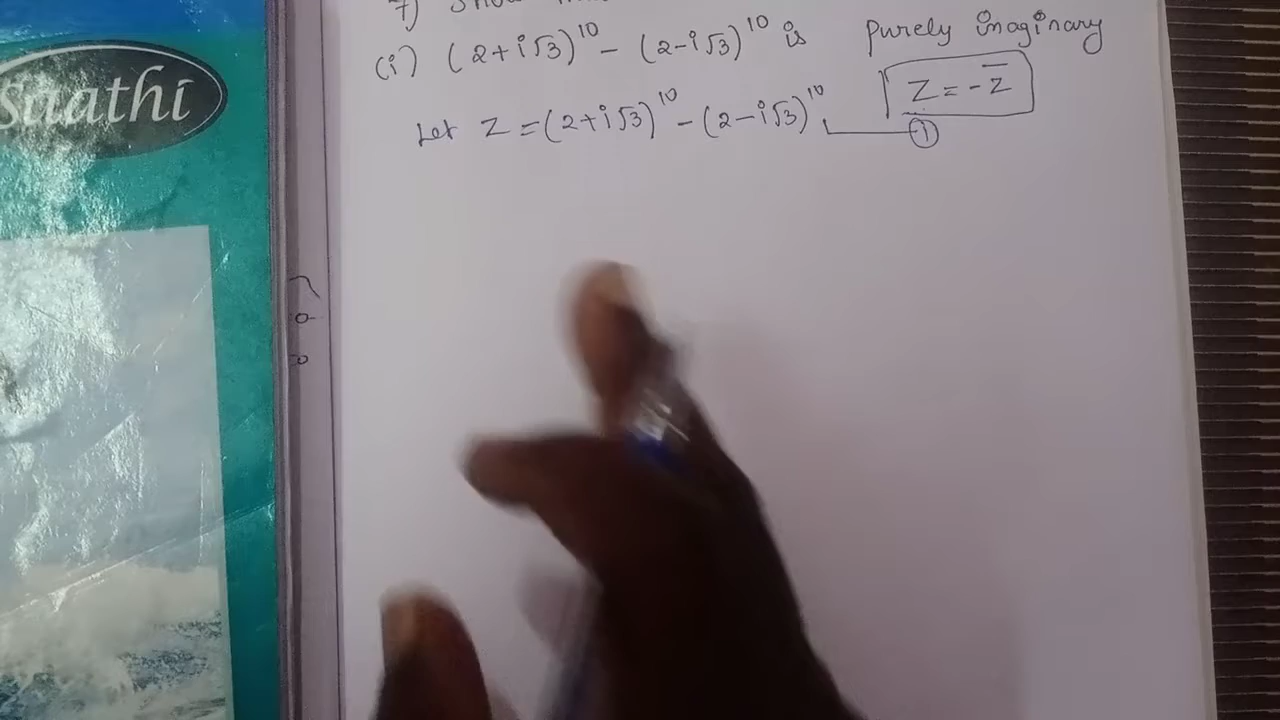 7) Show
(i) (2+i√3)¹⁰ - (2-i√3)¹⁰ is purely imaginary
Let Z = (2+i√3)¹⁰ - (2-i√3)¹⁰, ①
Z = -Z̅
Saathi